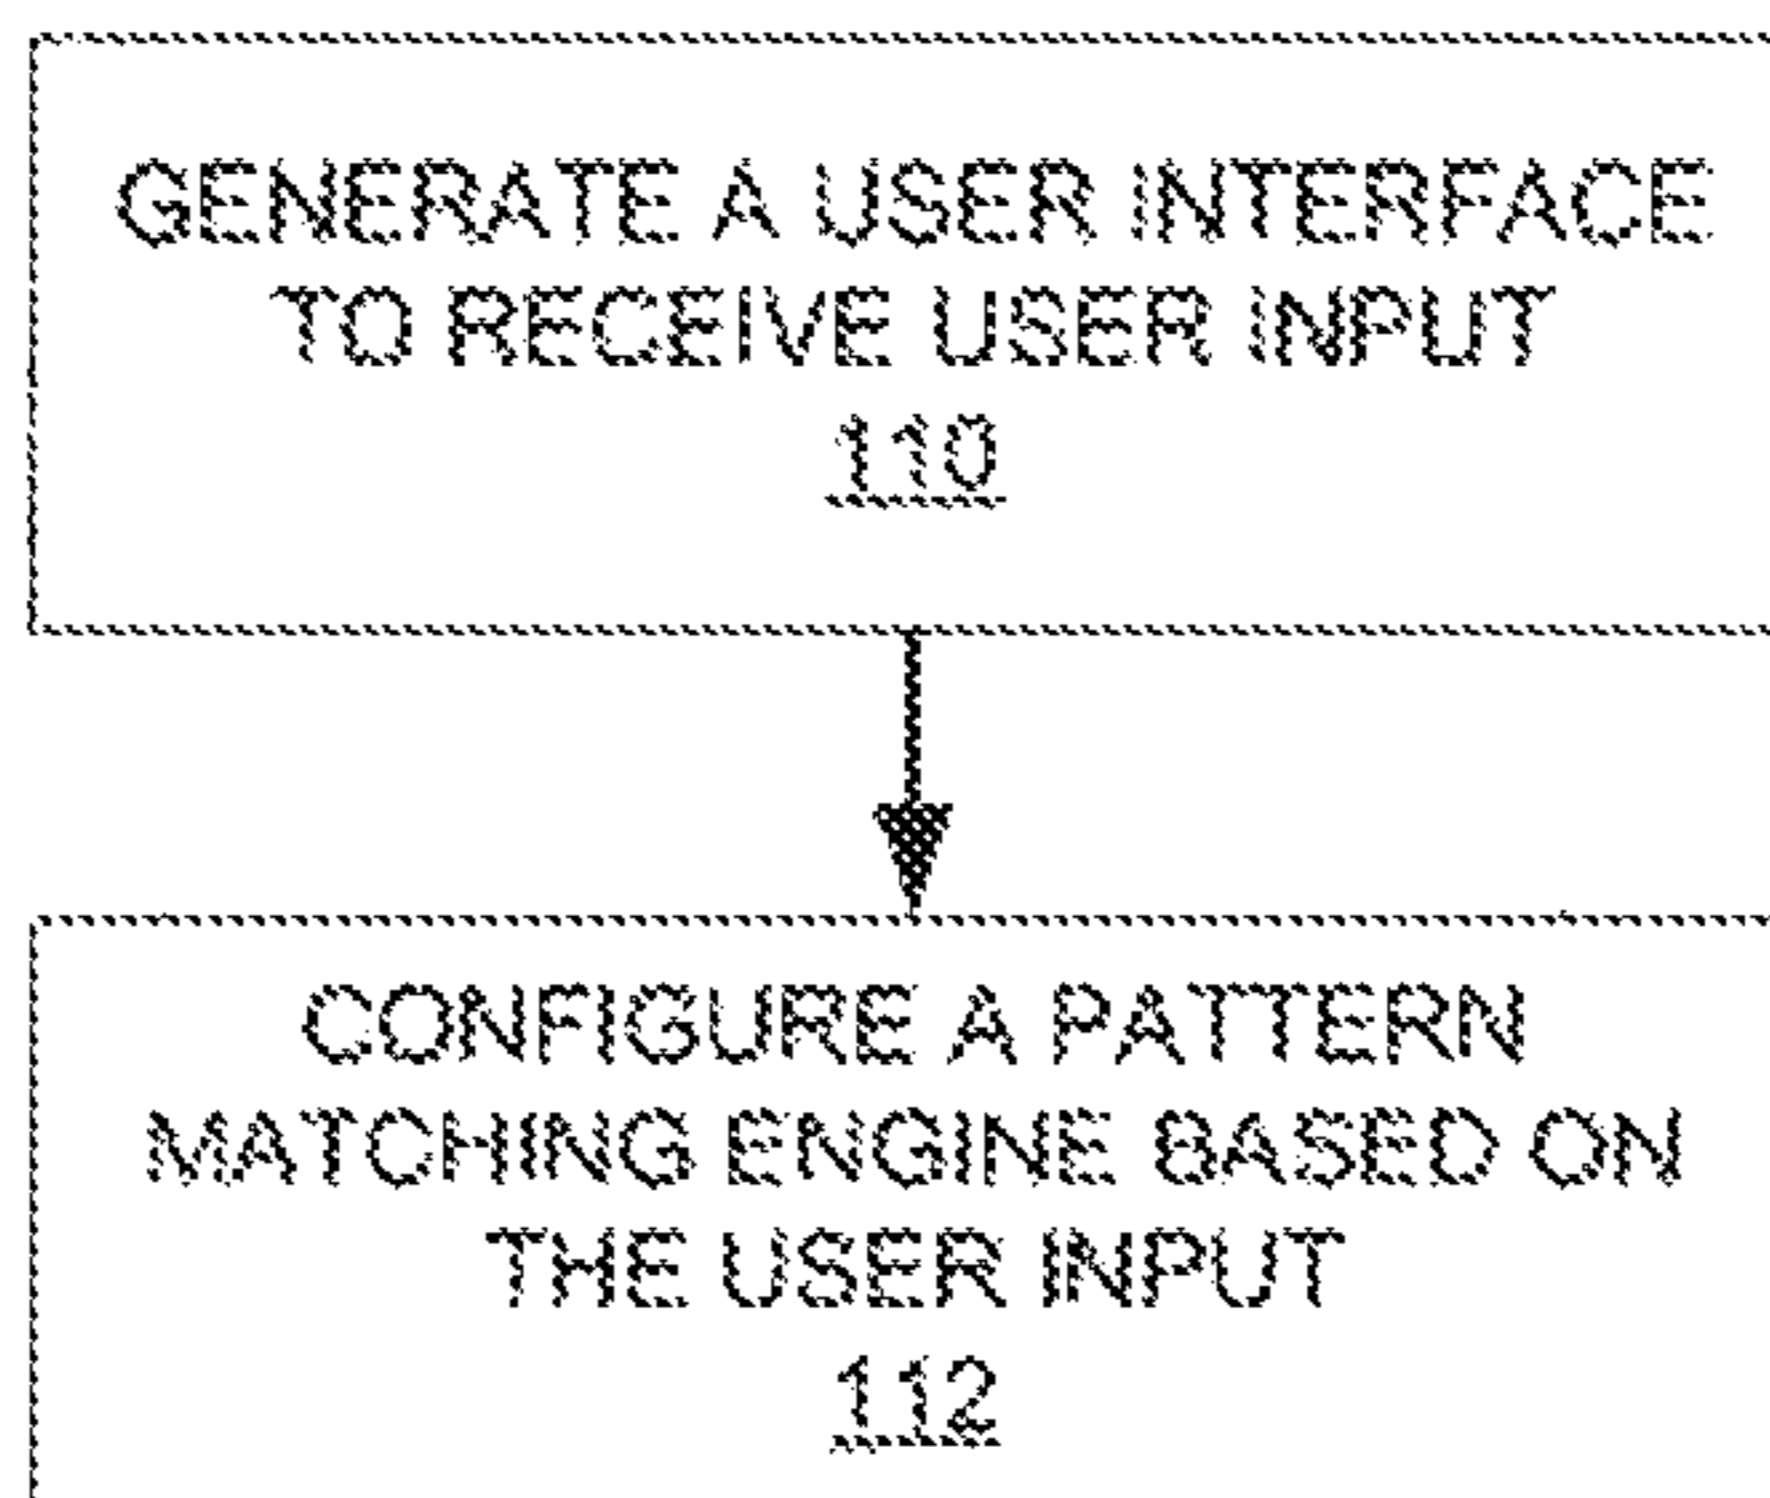 GENERATE A USER INTERFACE
TO RECEIVE USER INPUT
110
CONFIGURE A PATTERN
MATCHING ENGINE BASED ON
THE USER INPUT
112